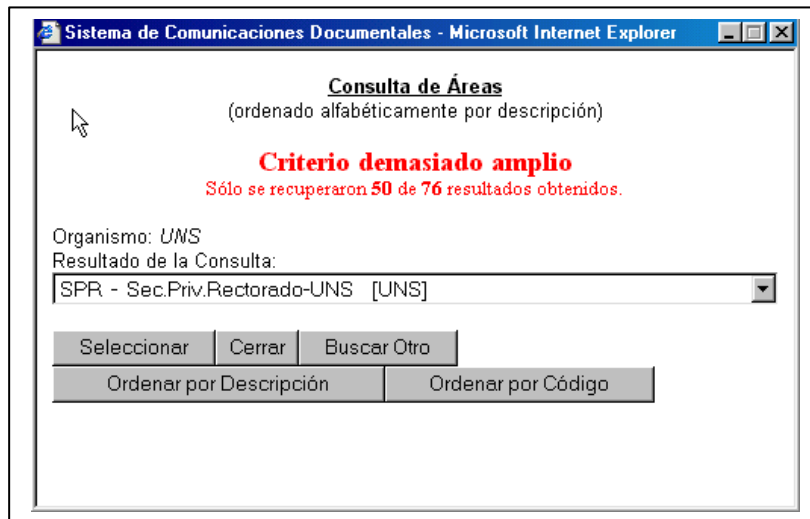 Sistema de Comunicaciones Documentales - Microsoft Internet Explorer
Consulta de Áreas
(ordenado alfabéticamente por descripción)
Criterio demasiado amplio
Sólo se recuperaron 50 de 76 resultados obtenidos.
Organismo: UNS
Resultado de la Consulta:
SPR - Sec.Priv.Rectorado-UNS [UNS]
Seleccionar Cerrar Buscar Otro
Ordenar por Descripción Ordenar por Código